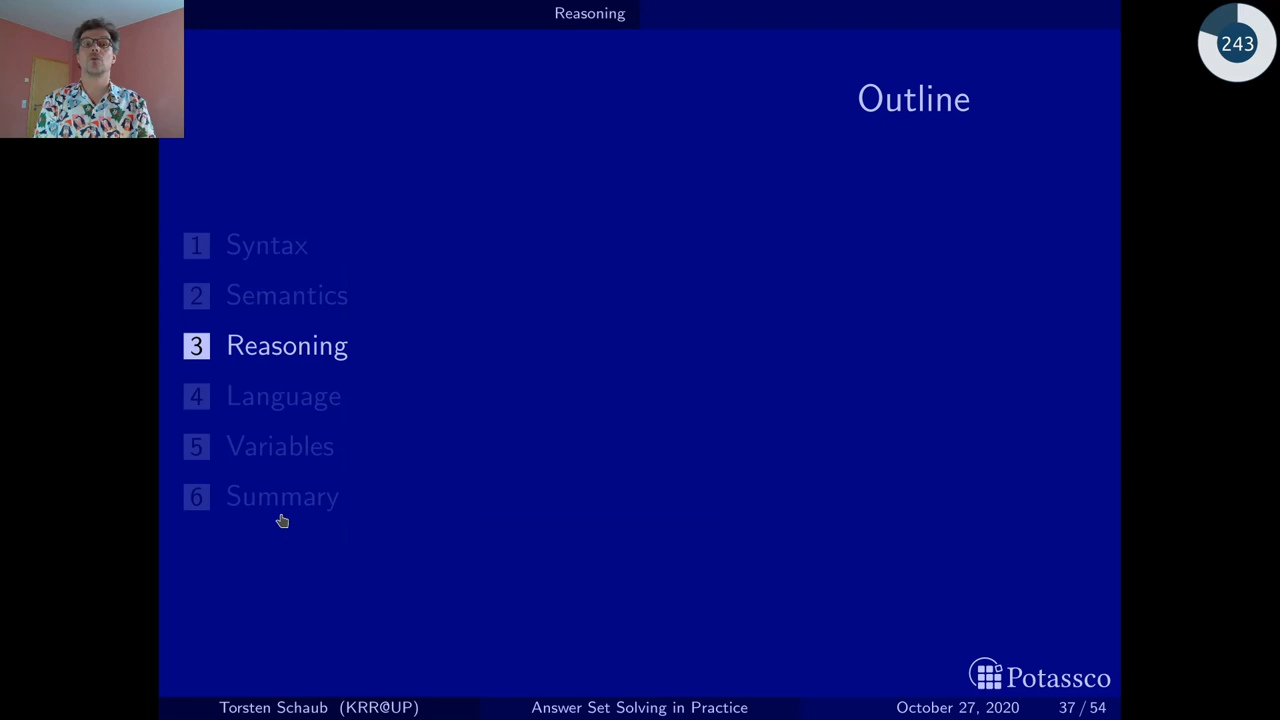 Reasoning
243
Outline
1 Syntax
2 Semantics
3 Reasoning
4 Language
5 Variables
6 Summary
Potassco
Torsten Schaub (KRR@UP) Answer Set Solving in Practice October 27, 2020 37 / 54